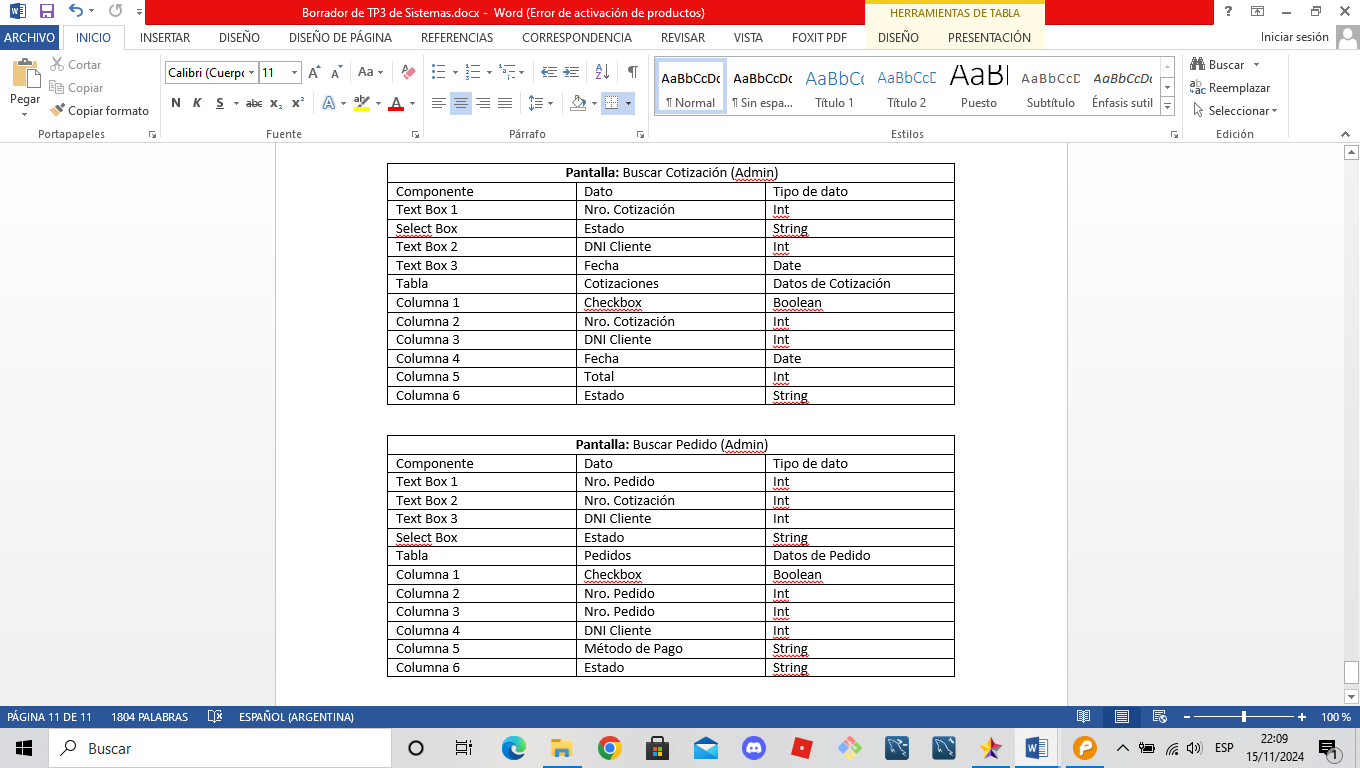 Borrador de TP3 de Sistemas.docx - Word (Error de activación de productos)
HERRAMIENTAS DE TABLA
?
ARCHIVO INICIO INSERTAR DISEÑO DISEÑO DE PÁGINA REFERENCIAS CORRESPONDENCIA REVISAR VISTA FOXIT PDF DISEÑO PRESENTACIÓN Iniciar sesión
Pegar
Cortar
Copiar
Copiar formato
Portapapeles
Calibri (Cuerpo 11
N K S abc x₂ x²
Fuente
Párrafo
AaBbCcDc AaBbCcDc AaBbCc AaBbCcD AaB AaBbCcD AaBbCcDc
¶ Normal ¶ Sin espa... Título 1 Título 2 Puesto Subtítulo Énfasis sutil
Estilos
Buscar
Reemplazar
Seleccionar
Edición
Pantalla: Buscar Cotización (Admin)
Componente Dato Tipo de dato
Text Box 1 Nro. Cotización Int
Select Box Estado String
Text Box 2 DNI Cliente Int
Text Box 3 Fecha Date
Tabla Cotizaciones Datos de Cotización
Columna 1 Checkbox Boolean
Columna 2 Nro. Cotización Int
Columna 3 DNI Cliente Int
Columna 4 Fecha Date
Columna 5 Total Int
Columna 6 Estado String
Pantalla: Buscar Pedido (Admin)
Componente Dato Tipo de dato
Text Box 1 Nro. Pedido Int
Text Box 2 Nro. Cotización Int
Text Box 3 DNI Cliente Int
Select Box Estado String
Tabla Pedidos Datos de Pedido
Columna 1 Checkbox Boolean
Columna 2 Nro. Pedido Int
Columna 3 Nro. Pedido Int
Columna 4 DNI Cliente Int
Columna 5 Método de Pago String
Columna 6 Estado String
PÁGINA 11 DE 11 1804 PALABRAS ESPAÑOL (ARGENTINA) 100 %
Buscar
ESP
22:09
15/11/2024
1